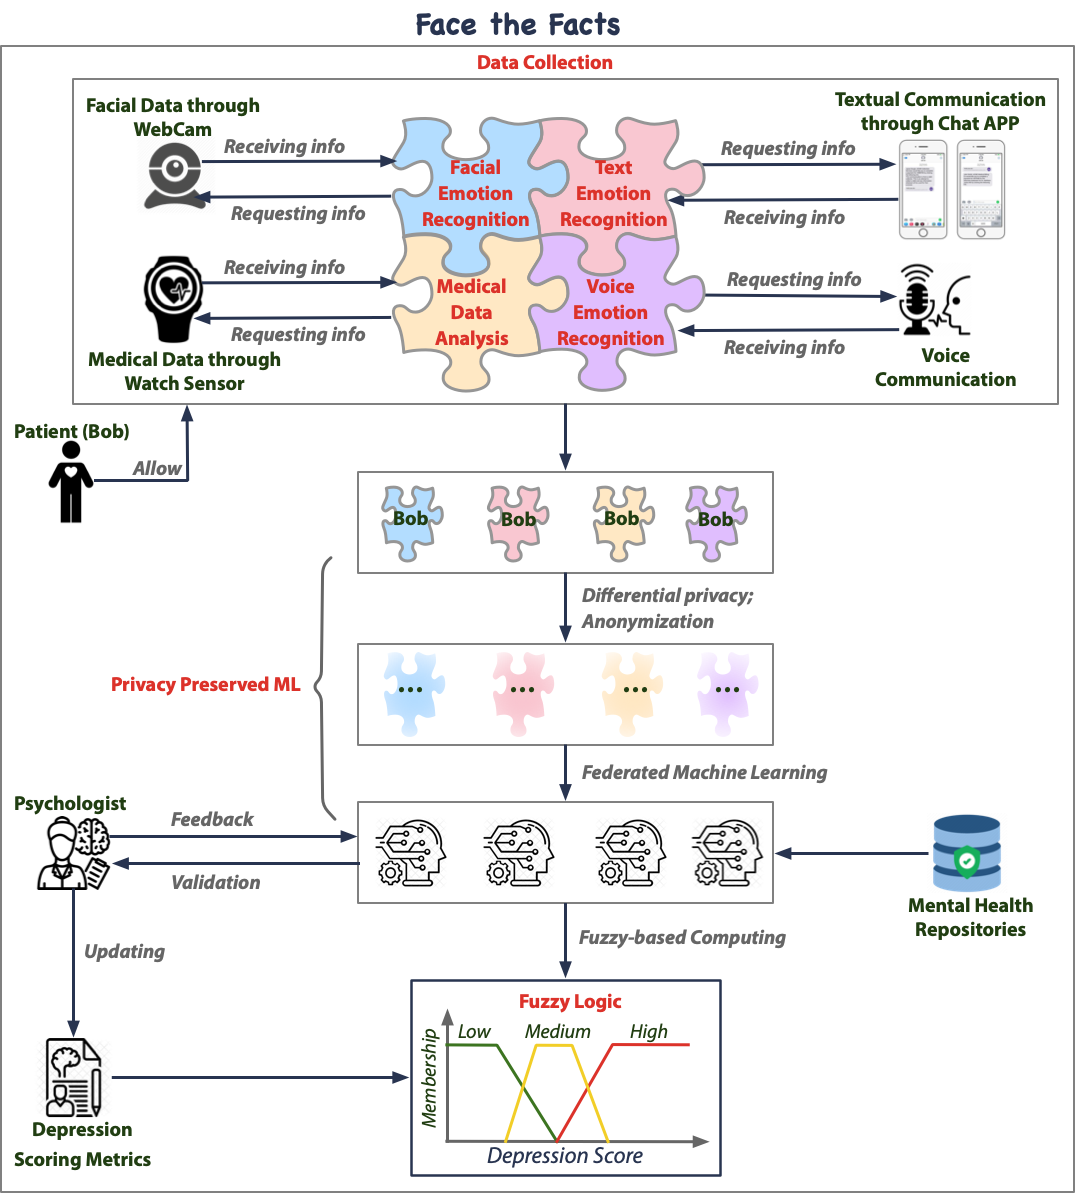 Face the Facts
Data Collection
Facial Data through
WebCam
Receiving info
Requesting info
Facial
Emotion
Recognition
Text
Emotion
Recognition
Requesting info
Receiving info
Textual Communication
through Chat APP
Receiving info
Requesting info
Medical Data through
Watch Sensor
Medical
Data
Analysis
Voice
Emotion
Recognition
Requesting info
Receiving info
Voice
Communication
Patient (Bob)
Allow
Bob
Bob
Bob
Bob
Differential privacy;
Anonymization
Privacy Preserved ML
...
...
...
...
Federated Machine Learning
Psychologist
Feedback
Validation
Mental Health
Repositories
Updating
Fuzzy-based Computing
Fuzzy Logic
Low
Medium
High
Membership
Depression Score
Depression
Scoring Metrics